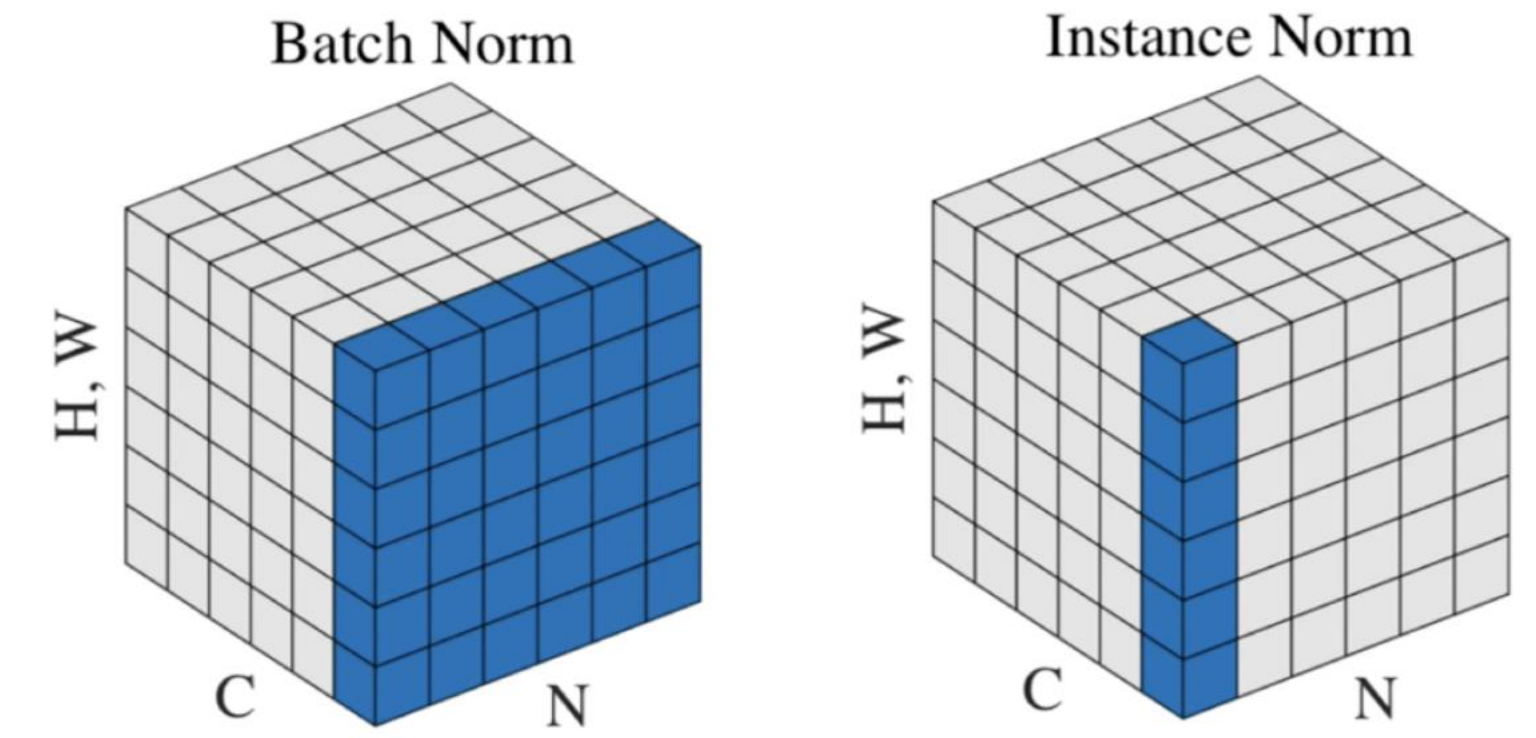 Batch Norm
H, W
C
N
Instance Norm
H, W
C
N